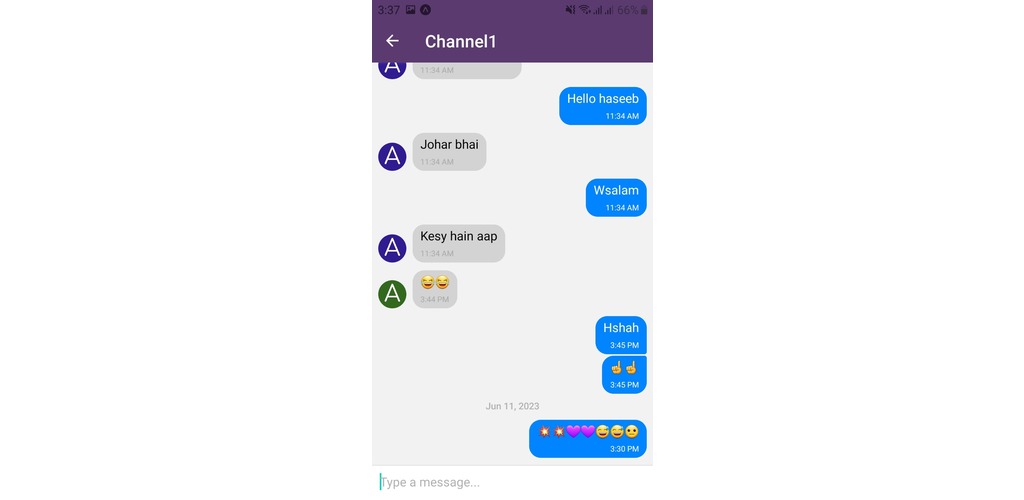 3:37 66%
Channel1
A
11:34 AM
Hello haseeb
11:34 AM
Johar bhai
A
11:34 AM
Wsalam
11:34 AM
Kesy hain aap
A
11:34 AM
😂😂
A
3:44 PM
Hshah
3:45 PM
☝☝
3:45 PM
Jun 11, 2023
💥💥💜💜😅😅😐
3:30 PM
Type a message...